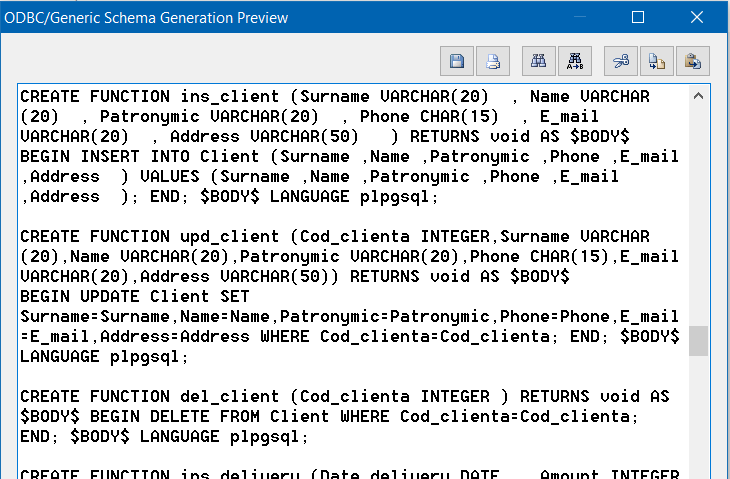 ODBC/Generic Schema Generation Preview
A→B
CREATE FUNCTION ins_client (Surname VARCHAR(20)  , Name VARCHAR
(20)  , Patronymic VARCHAR(20)  , Phone CHAR(15)  , E_mail
VARCHAR(20)  , Address VARCHAR(50)   ) RETURNS void AS $BODY$
BEGIN INSERT INTO Client (Surname ,Name ,Patronymic ,Phone ,E_mail
,Address  ) VALUES (Surname ,Name ,Patronymic ,Phone ,E_mail
,Address  ); END; $BODY$ LANGUAGE plpgsql;
CREATE FUNCTION upd_client (Cod_clienta INTEGER,Surname VARCHAR
(20),Name VARCHAR(20),Patronymic VARCHAR(20),Phone CHAR(15),E_mail
VARCHAR(20),Address VARCHAR(50)) RETURNS void AS $BODY$
BEGIN UPDATE Client SET
Surname=Surname,Name=Name,Patronymic=Patronymic,Phone=Phone,E_mail
=E_mail,Address=Address WHERE Cod_clienta=Cod_clienta; END; $BODY$
LANGUAGE plpgsql;
CREATE FUNCTION del_client (Cod_clienta INTEGER ) RETURNS void AS
$BODY$ BEGIN DELETE FROM Client WHERE Cod_clienta=Cod_clienta;
END; $BODY$ LANGUAGE plpgsql;
CREATE FUNCTION ins_delivery (Date_delivery DATE  , Amount INTEGER